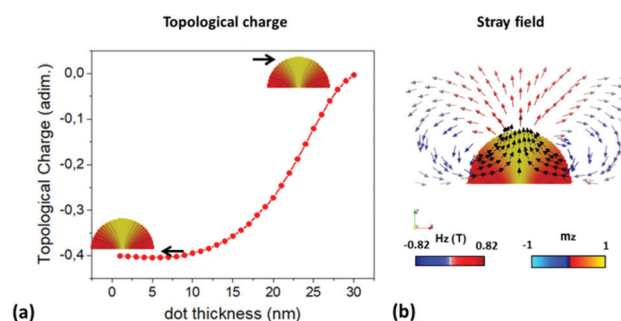 Topological charge
Stray field
(a)
Topological Charge (adim.)
0,0
-0,1
-0,2
-0,3
-0,4
0
5
10
15
20
25
30
dot thickness (nm)
(b)
Hz (T)
-0.82
0.82
mz
-1
1